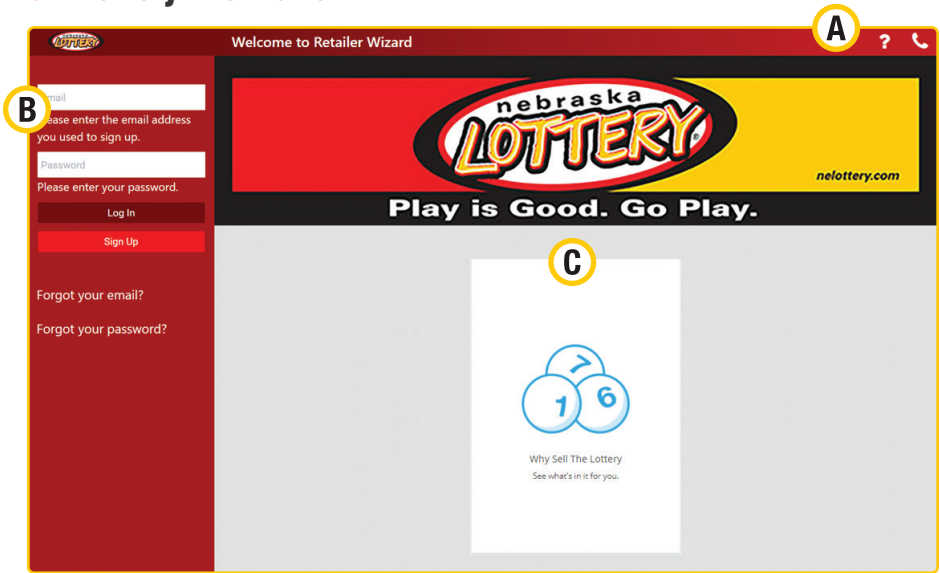 LOTTERY
Welcome to Retailer Wizard
A
?
B
mail
ease enter the email address
you used to sign up.
Password
Please enter your password.
Log In
Sign Up
Forgot your email?
Forgot your password?
nebraska
LOTTERY
®
nelottery.com
Play is Good. Go Play.
C
7
1 6
Why Sell The Lottery
See what's in it for you.